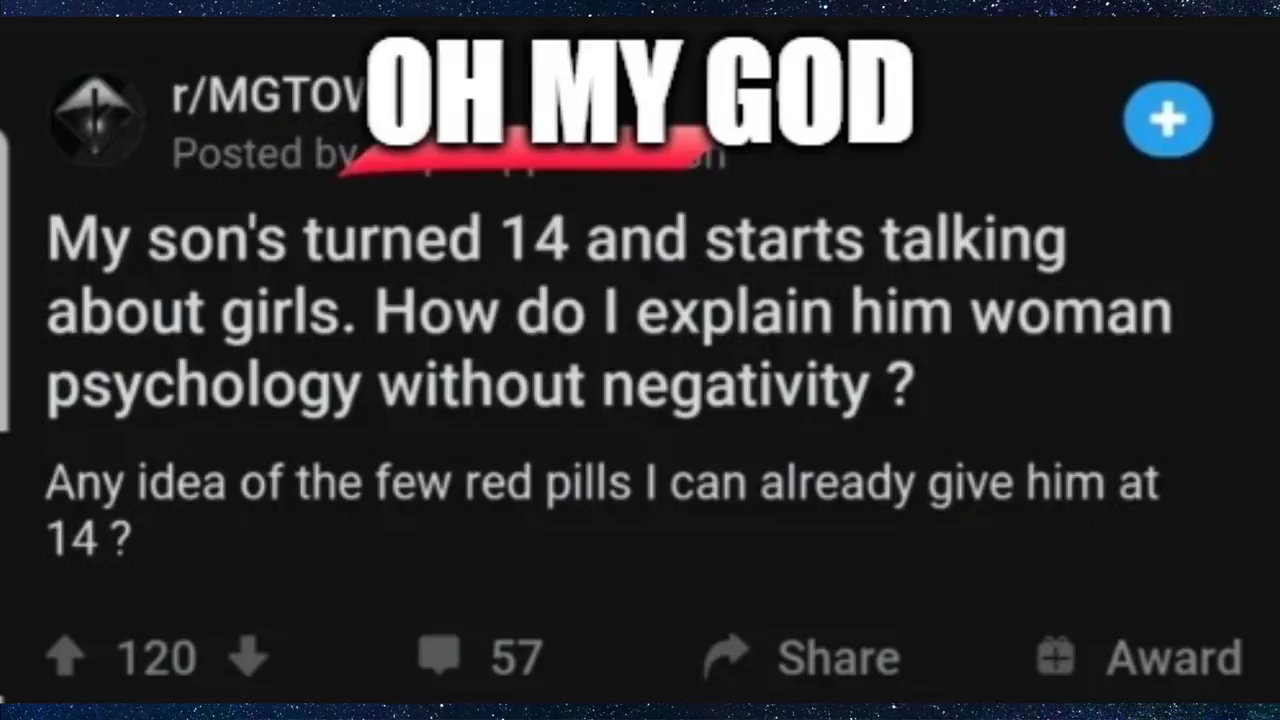 OH MY GOD
r/MGTOW
Posted by
My son's turned 14 and starts talking
about girls. How do I explain him woman
psychology without negativity ?
Any idea of the few red pills I can already give him at
14 ?
120
57
Share
Award